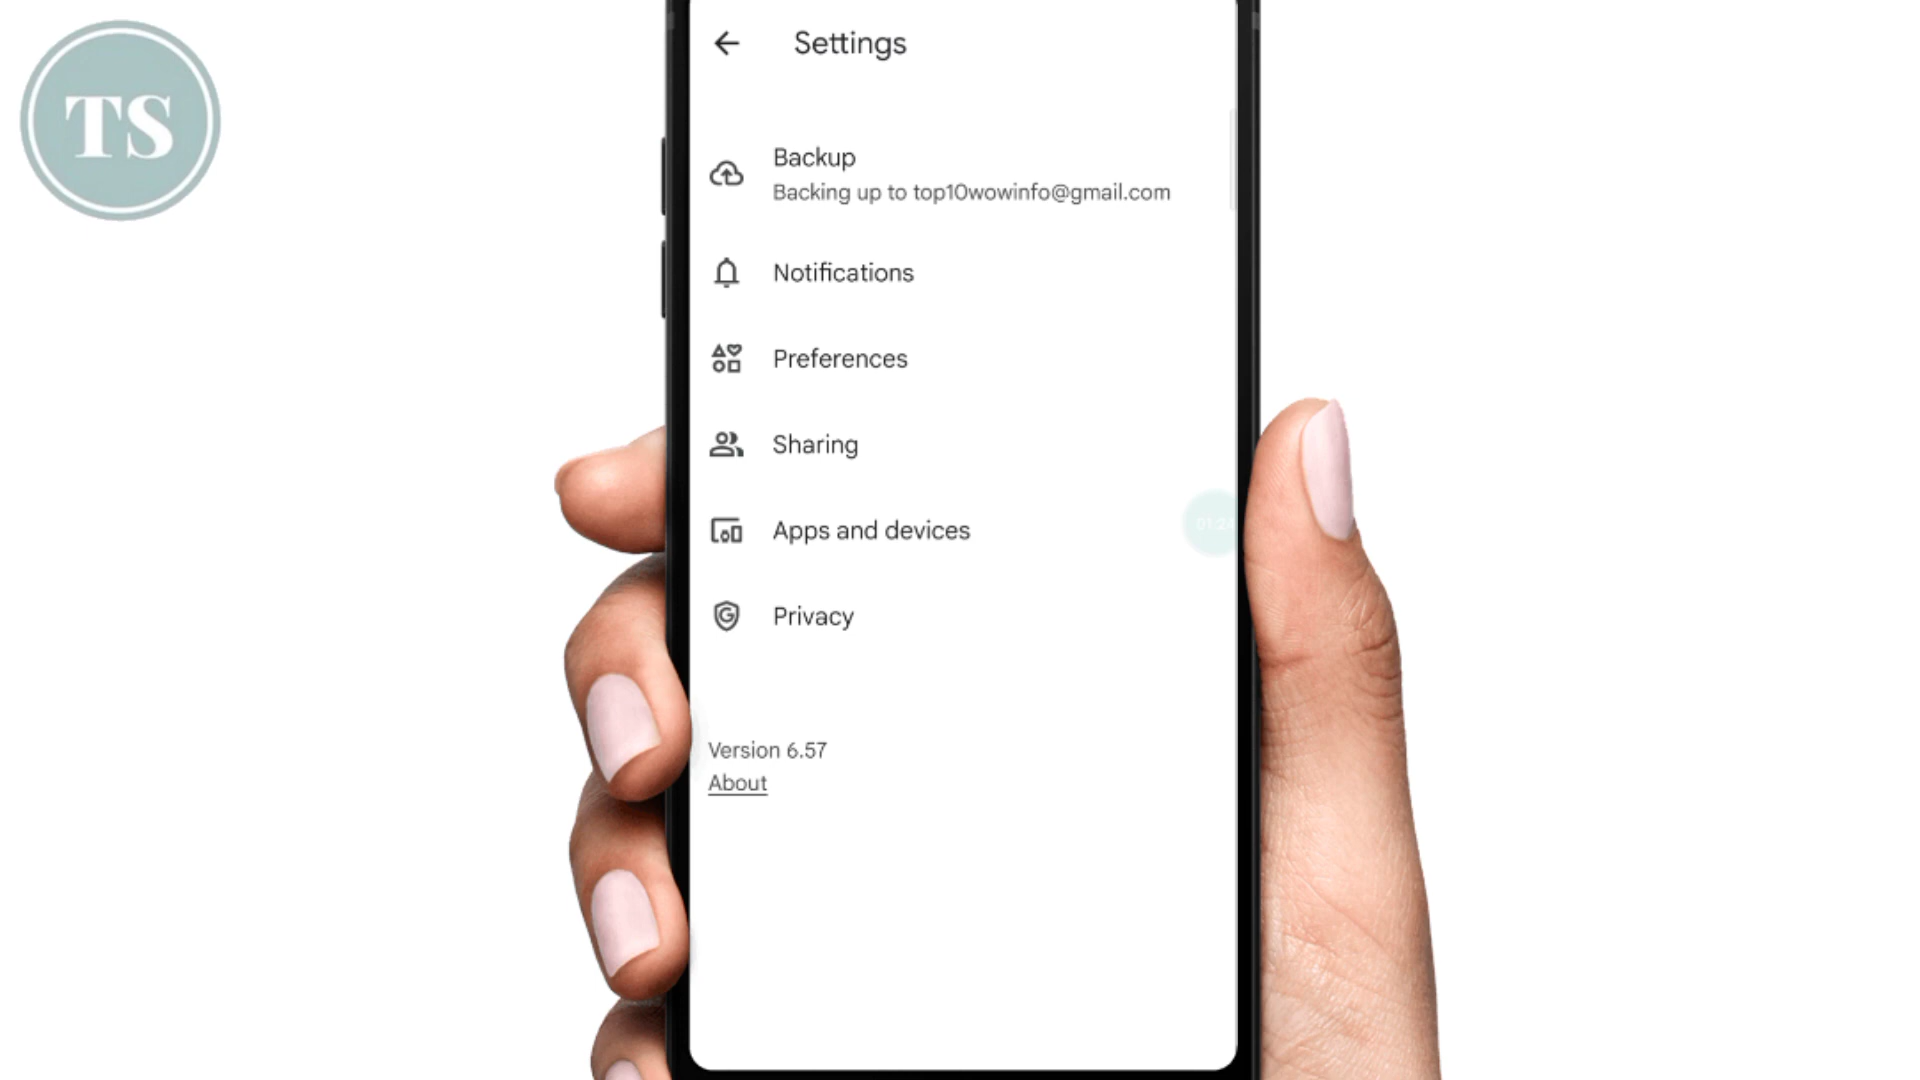 TS
Settings
Backup
Backing up to top10wowinfo@gmail.com
Notifications
Preferences
Sharing
Apps and devices
Privacy
Version 6.57
About